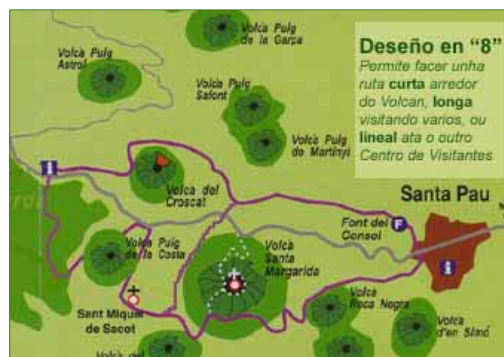 Volcà Puig
de la Garça
Volcà Puig
Astrol
Deseño en “8”
Permite facer unha
ruta curta arredor
do Volcan, longa
visitando varios, ou
lineal ata o outro
Centro de Visitantes
Volcà Puig
Safont
Volcà Puig
de Martinyà
Volcà del
Croscat
Santa Pau
Font del
Consol
F
Volcà Puig
de la Costa
Volcà
Santa
Margarida
Sant Miquel
de Sacot
Volcà
Roca Negra
Volcà
d'en Simó
Volcà del
i
i